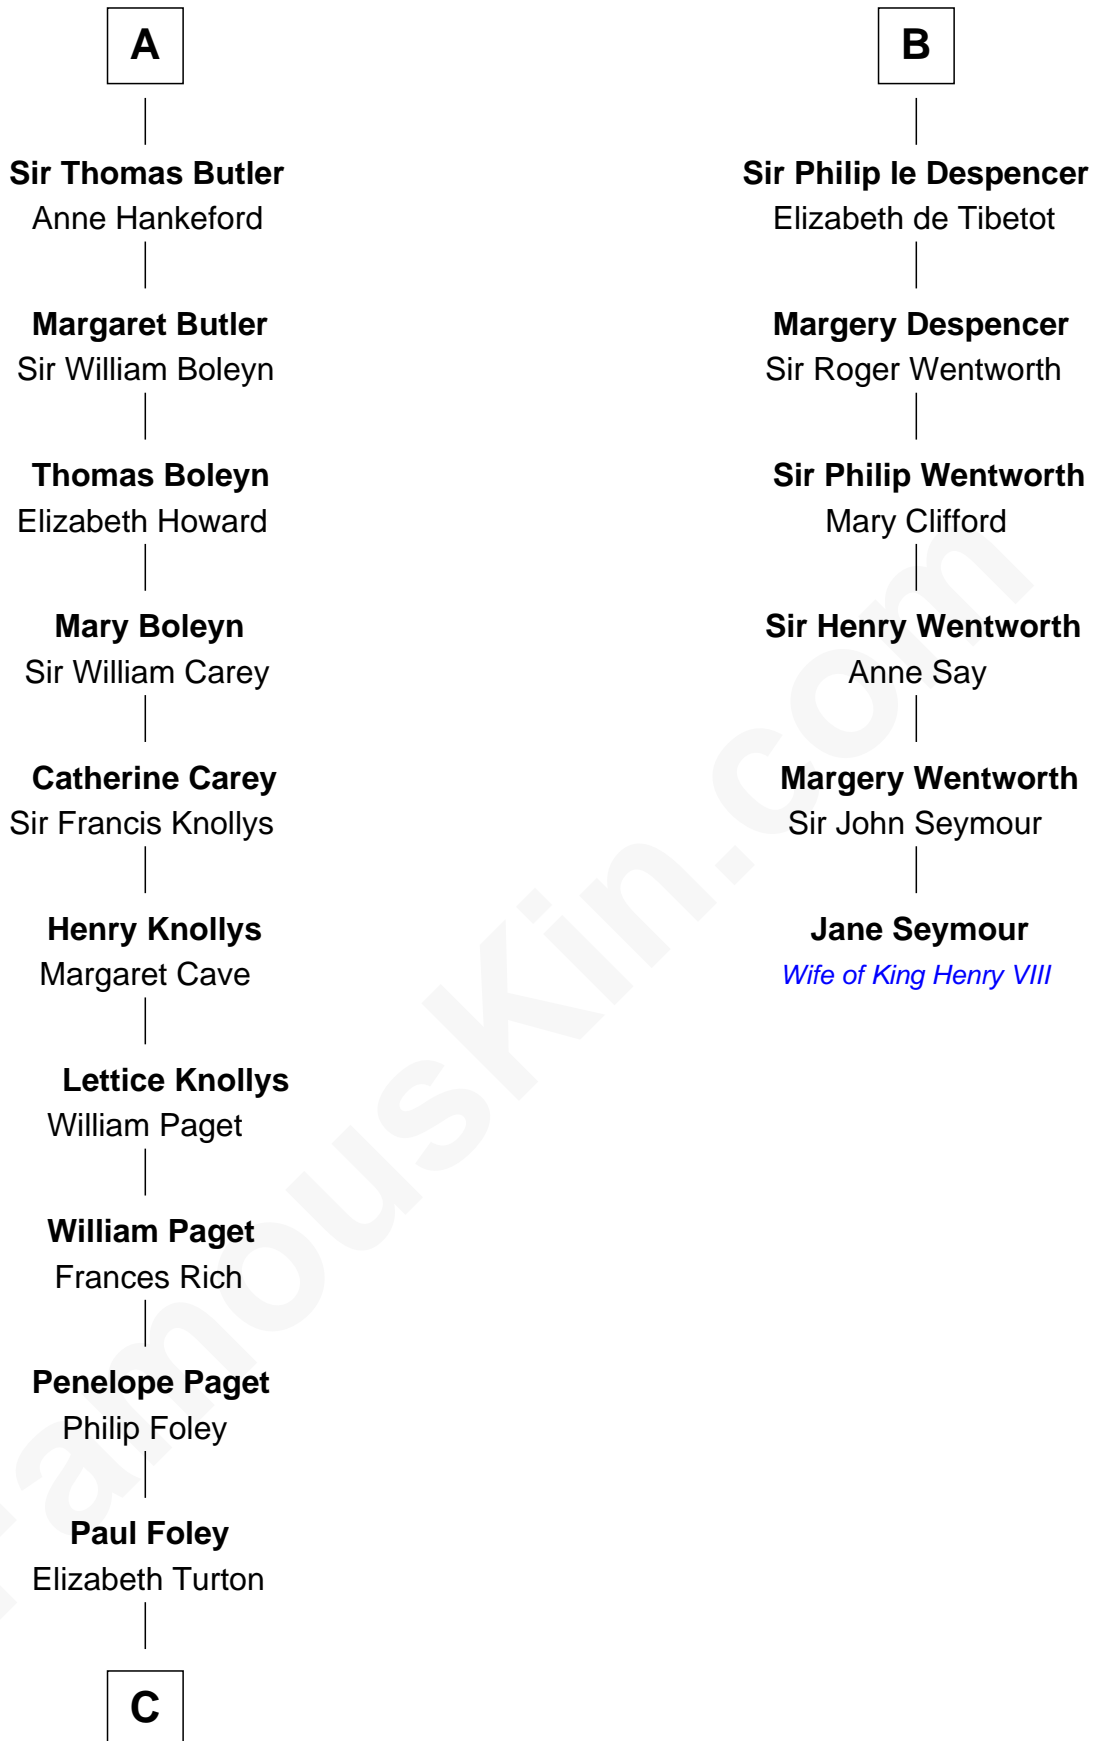 A
Sir Thomas Butler
Anne Hankeford
Margaret Butler
Sir William Boleyn
Thomas Boleyn
Elizabeth Howard
Mary Boleyn
Sir William Carey
Catherine Carey
Sir Francis Knollys
Henry Knollys
Margaret Cave
Lettice Knollys
William Paget
William Paget
Frances Rich
Penelope Paget
Philip Foley
Paul Foley
Elizabeth Turton
C
B
Sir Philip le Despencer
Elizabeth de Tibetot
Margery Despencer
Sir Roger Wentworth
Sir Philip Wentworth
Mary Clifford
Sir Henry Wentworth
Anne Say
Margery Wentworth
Sir John Seymour
Jane Seymour
Wife of King Henry VIII
FamousKin.com